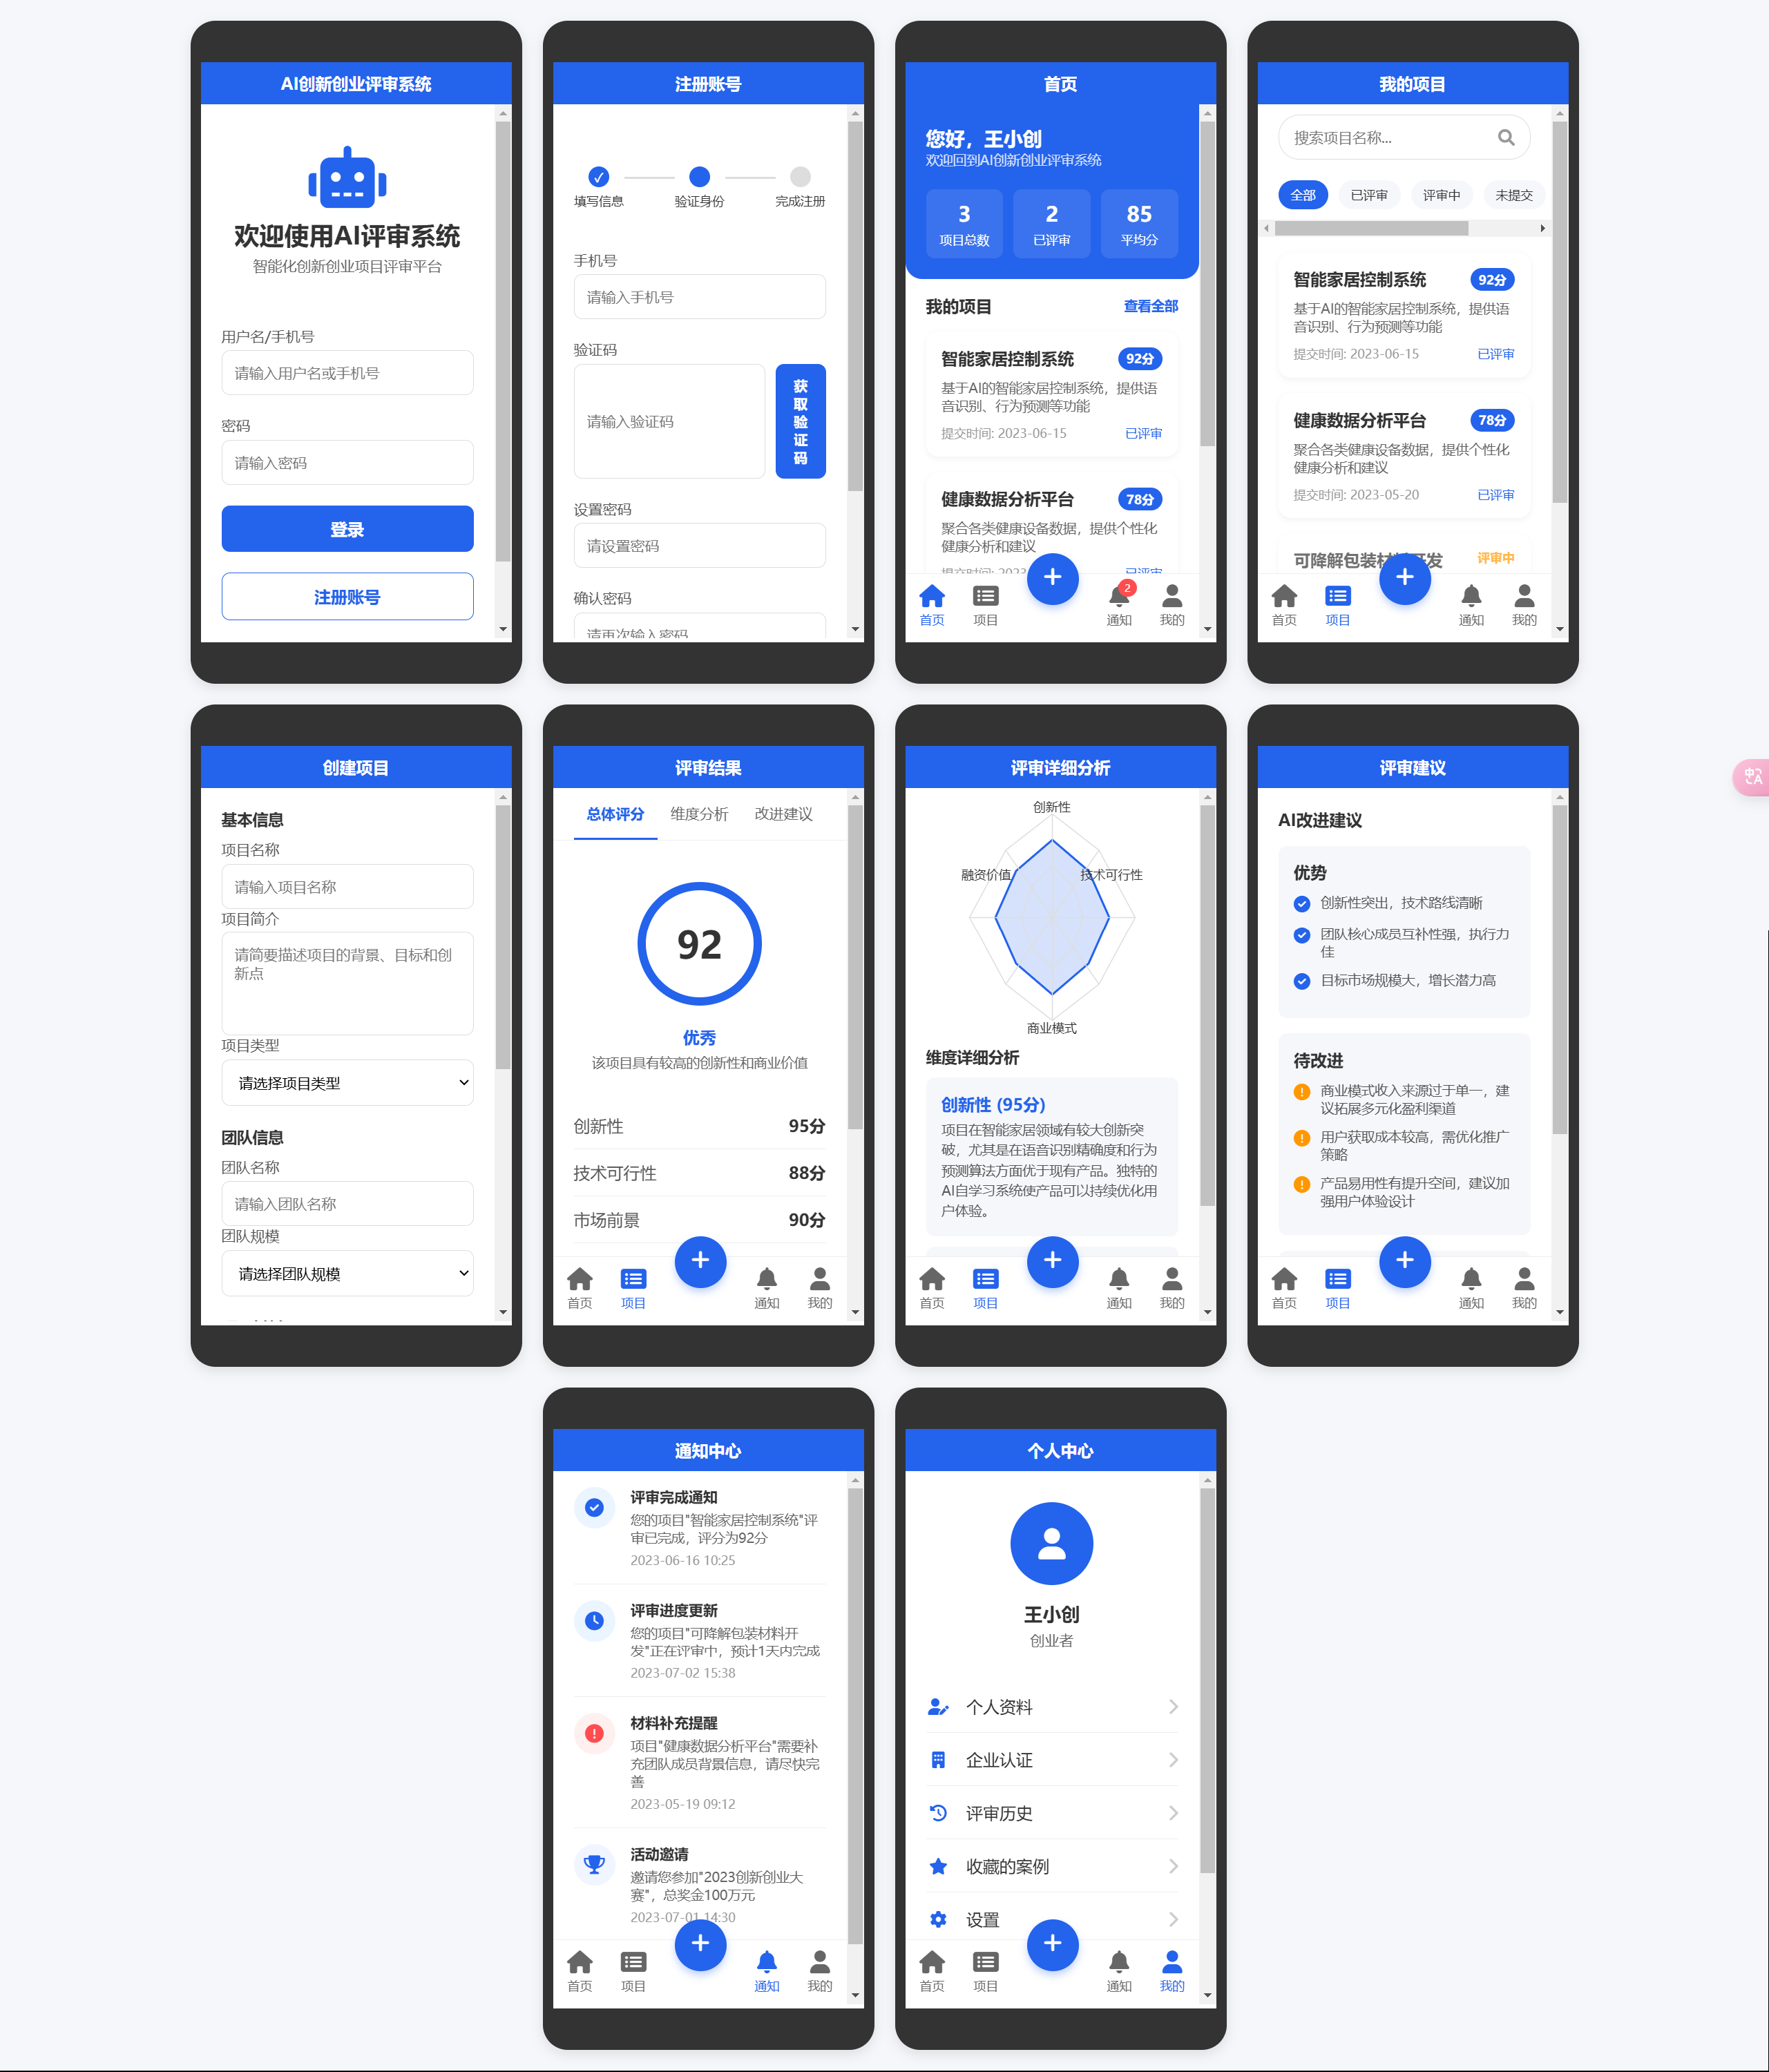 AI创新创业评审系统
欢迎使用AI评审系统
智能化创新创业项目评审平台
用户名/手机号
请输入用户名或手机号
密码
请输入密码
登录
注册账号
注册账号
填写信息
验证身份
完成注册
手机号
请输入手机号
验证码
请输入验证码
获
取
验
证
码
设置密码
请设置密码
确认密码
请再次输入密码
首页
您好，王小创
欢迎回到AI创新创业评审系统
3
项目总数
2
已评审
85
平均分
我的项目
查看全部
智能家居控制系统
92分
基于AI的智能家居控制系统，提供语
音识别、行为预测等功能
提交时间: 2023-06-15
已评审
健康数据分析平台
78分
聚合各类健康设备数据，提供个性化
健康分析和建议
提交时间: 2023
已评审
首页
项目
2
通知
我的
我的项目
搜索项目名称...
全部
已评审
评审中
未提交
智能家居控制系统
92分
基于AI的智能家居控制系统，提供语
音识别、行为预测等功能
提交时间: 2023-06-15
已评审
健康数据分析平台
78分
聚合各类健康设备数据，提供个性化
健康分析和建议
提交时间: 2023-05-20
已评审
可降解包装材料开发
评审中
首页
项目
通知
我的
创建项目
基本信息
项目名称
请输入项目名称
项目简介
请简要描述项目的背景、目标和创
新点
项目类型
请选择项目类型
团队信息
团队名称
请输入团队名称
团队规模
请选择团队规模
评审结果
总体评分
维度分析
改进建议
92
优秀
该项目具有较高的创新性和商业价值
创新性
95分
技术可行性
88分
市场前景
90分
首页
项目
通知
我的
评审详细分析
创新性
融资价值
技术可行性
商业模式
维度详细分析
创新性 (95分)
项目在智能家居领域有较大创新突
破，尤其是在语音识别精确度和行为
预测算法方面优于现有产品。独特的
AI自学习系统使产品可以持续优化用
户体验。
首页
项目
通知
我的
评审建议
AI改进建议
优势
创新性突出，技术路线清晰
团队核心成员互补性强，执行力
佳
目标市场规模大，增长潜力高
待改进
商业模式收入来源过于单一，建
议拓展多元化盈利渠道
用户获取成本较高，需优化推广
策略
产品易用性有提升空间，建议加
强用户体验设计
首页
项目
通知
我的
通知中心
评审完成通知
您的项目"智能家居控制系统"评
审已完成，评分为92分
2023-06-16 10:25
评审进度更新
您的项目"可降解包装材料开
发"正在评审中，预计1天内完成
2023-07-02 15:38
材料补充提醒
项目"健康数据分析平台"需要补
充团队成员背景信息，请尽快完
善
2023-05-19 09:12
活动邀请
邀请您参加"2023创新创业大
赛"，总奖金100万元
2023-07-01 14:30
首页
项目
通知
我的
个人中心
王小创
创业者
个人资料
企业认证
评审历史
收藏的案例
设置
首页
项目
通知
我的